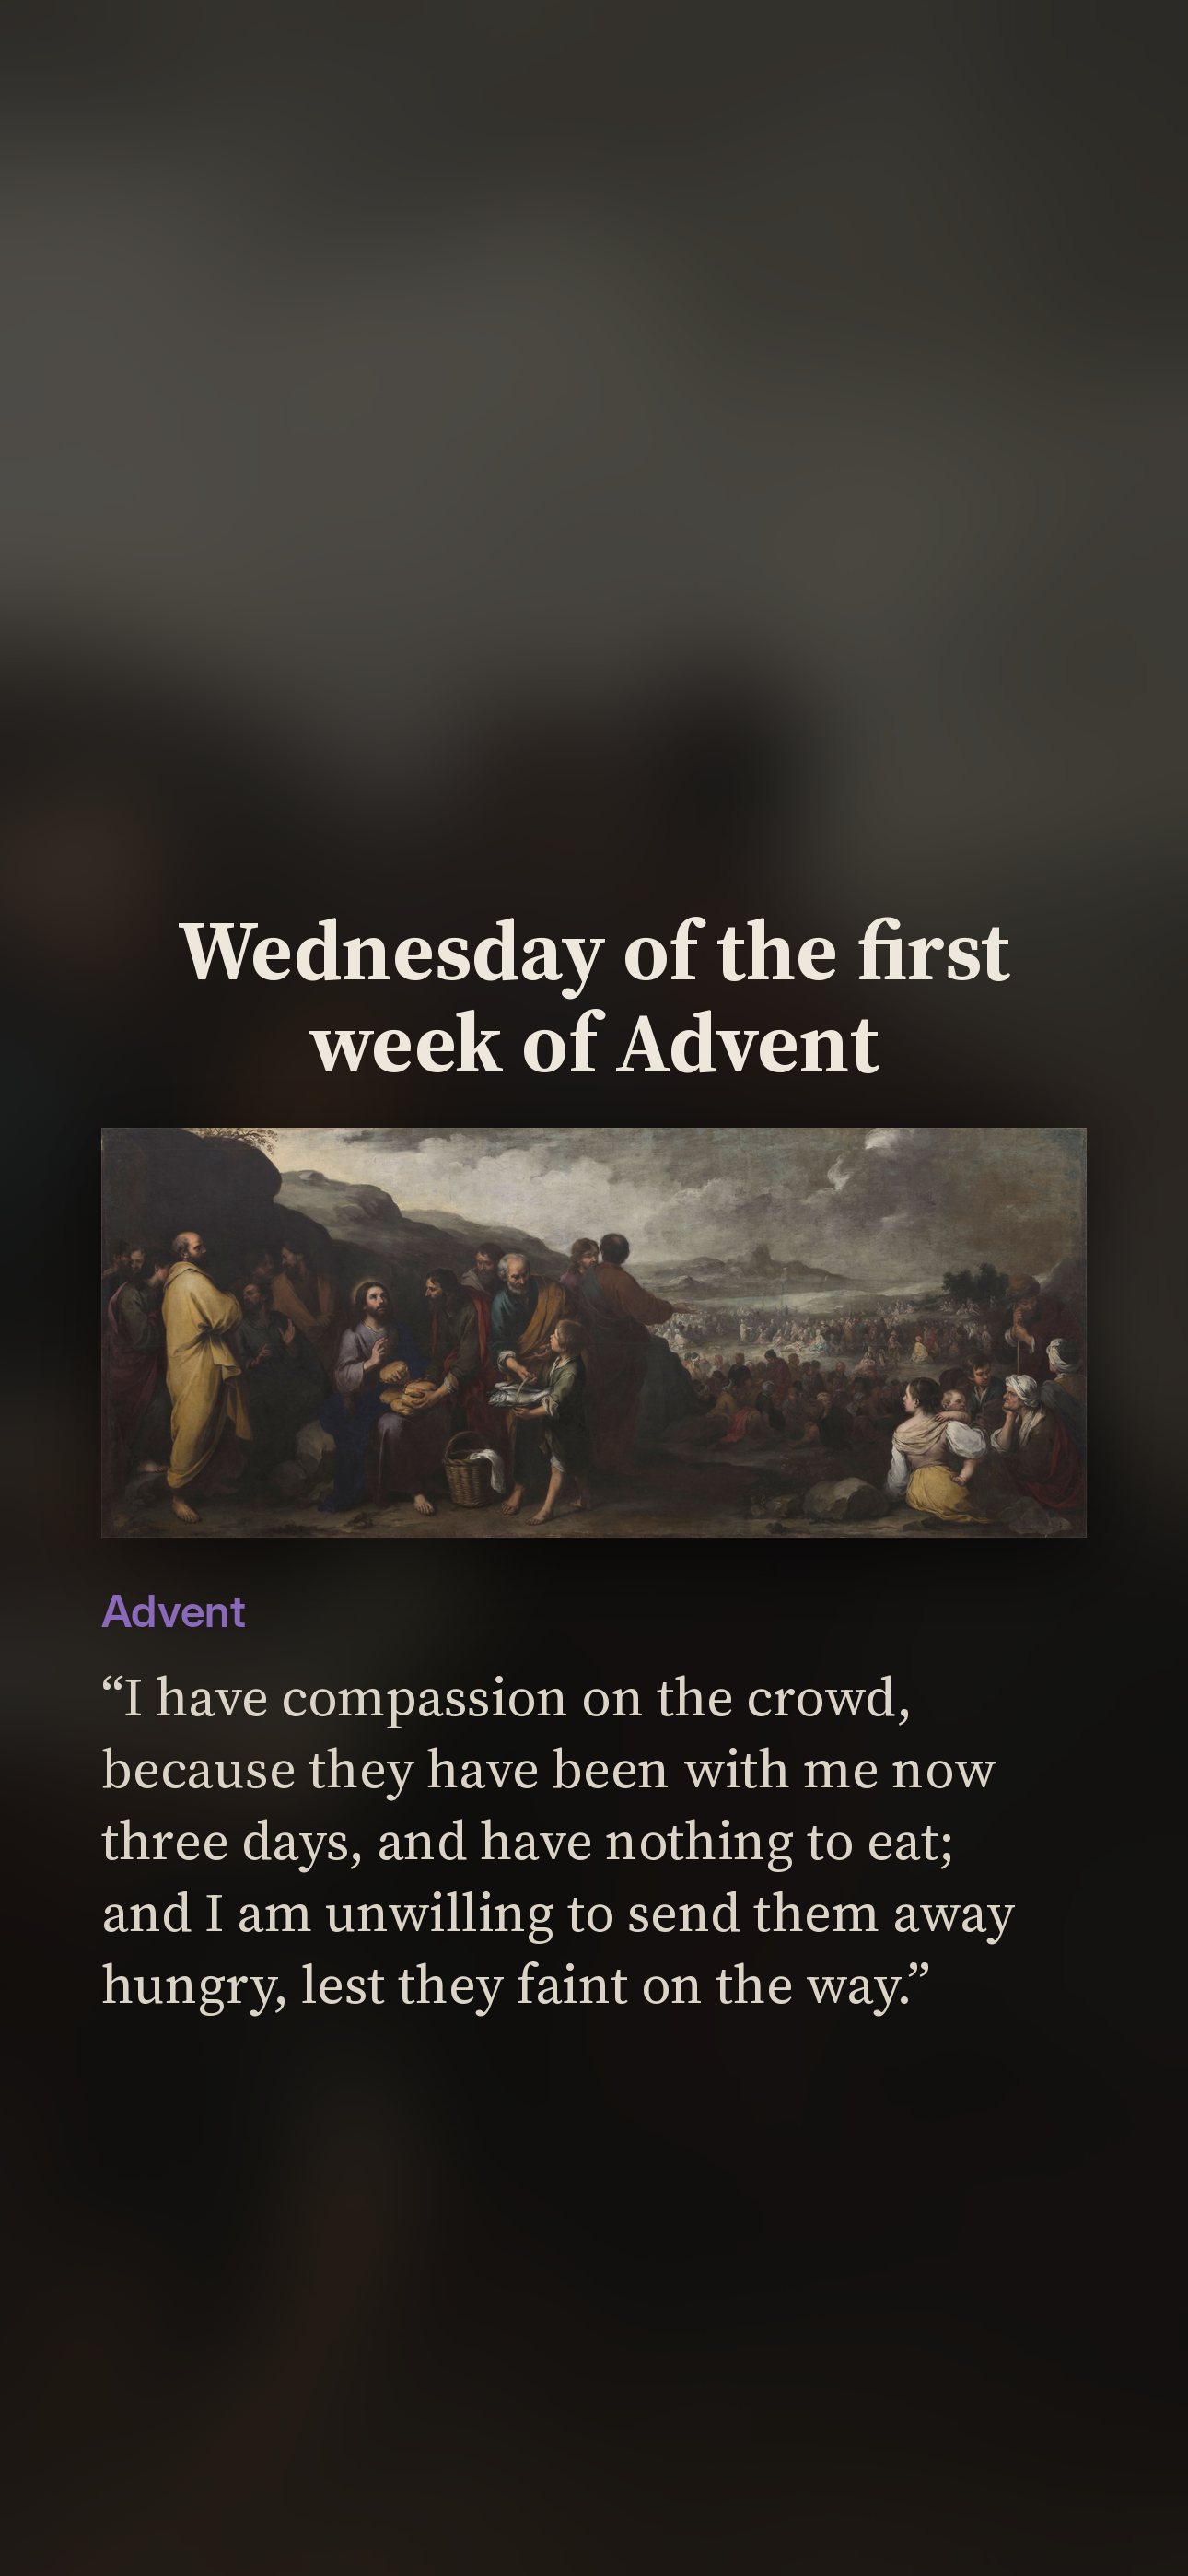 Wednesday of the first
week of Advent
Advent
“I have compassion on the crowd,
because they have been with me now
three days, and have nothing to eat;
and I am unwilling to send them away
hungry, lest they faint on the way.”